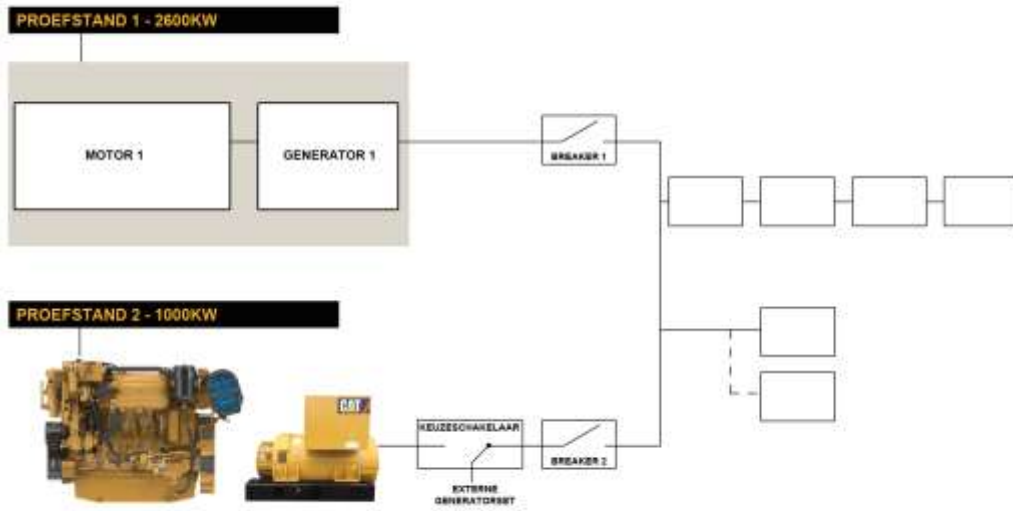 PROEFSTAND 1 - 2600KW
MOTOR 1
GENERATOR 1
BREAKER 1
PROEFSTAND 2 - 1000KW
CAT
KEUZESCHAKELAAR
BREAKER 2
EXTERNE
GENERATORSET